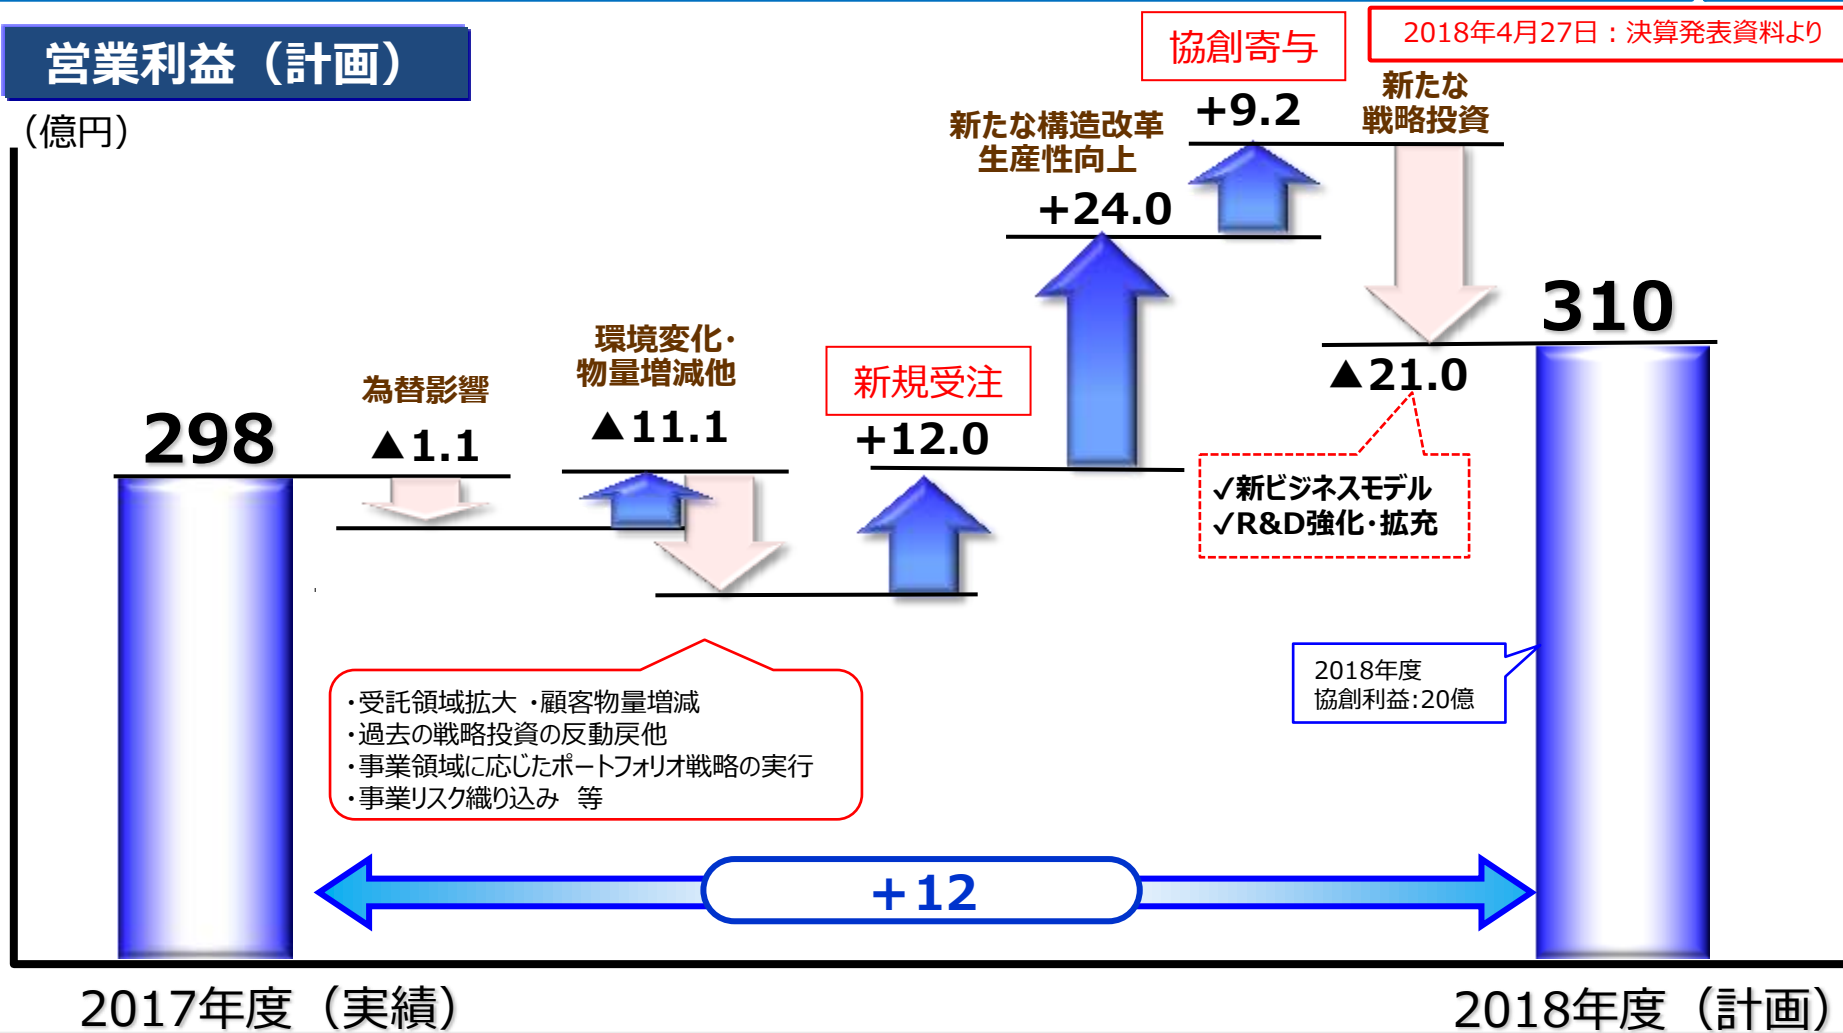 営業利益（計画）
2018年4月27日：決算発表資料より
（億円）
298
為替影響
▲1.1
環境変化・
物量増減他
▲11.1
新規受注
+12.0
新たな構造改革
生産性向上
+24.0
協創寄与
+9.2
新たな
戦略投資
▲21.0
✓新ビジネスモデル
✓R&D強化・拡充
310
・受託領域拡大 ・顧客物量増減
・過去の戦略投資の反動戻他
・事業領域に応じたポートフォリオ戦略の実行
・事業リスク織り込み　等
2018年度
協創利益:20億
+12
2017年度（実績）
2018年度（計画）